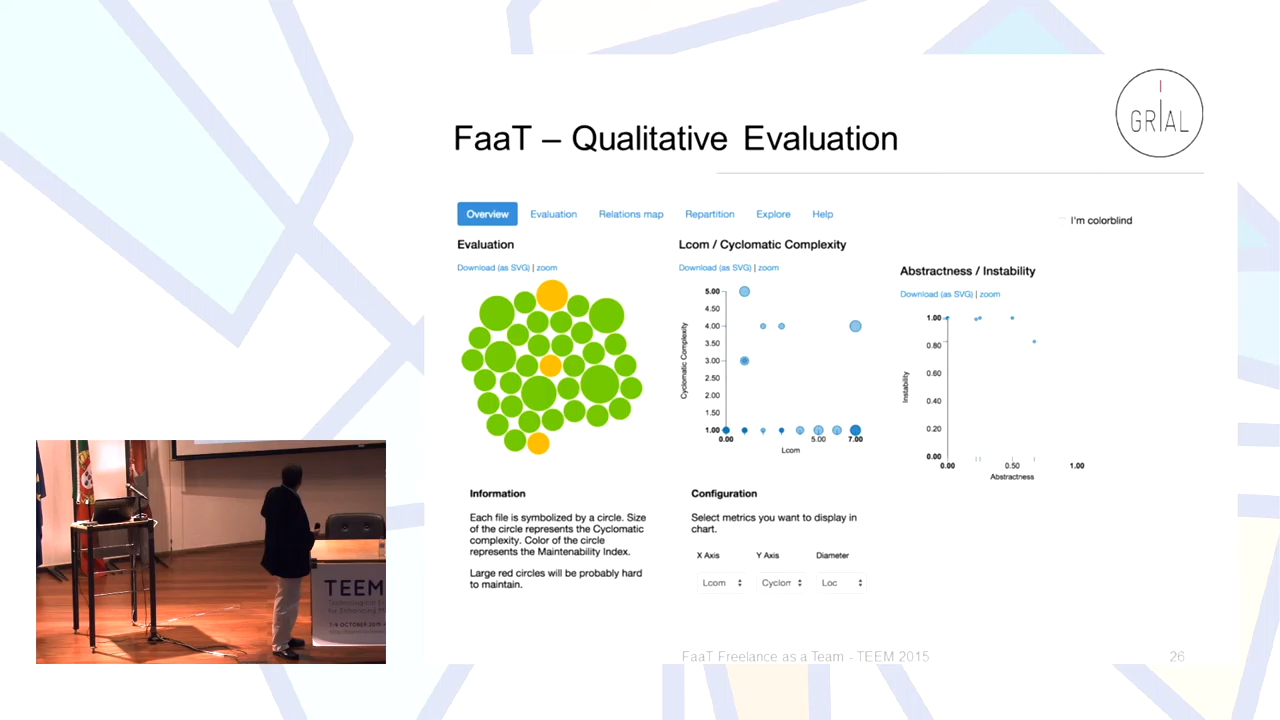 GRIAL
FaaT – Qualitative Evaluation
Overview
Evaluation
Relations map
Repartition
Explore
Help
I'm colorblind
Evaluation
Download (as SVG) | zoom
Lcom / Cyclomatic Complexity
Download (as SVG) | zoom
5.00
4.50
4.00
3.50
3.00
2.50
2.00
1.50
1.00
Cyclomatic Complexity
0.00
5.00
7.00
Lcom
Abstractness / Instability
Download (as SVG) | zoom
1.00
0.80
0.60
0.40
0.20
0.00
Instability
0.00
0.50
1.00
Abstractness
Information
Each file is symbolized by a circle. Size
of the circle represents the Cyclomatic
complexity. Color of the circle
represents the Maintenability Index.
Large red circles will be probably hard
to maintain.
Configuration
Select metrics you want to display in
chart.
X Axis
Y Axis
Diameter
Lcom
Cyclom
Loc
TEEM
7-9 OCTOBER 2015
FaaT Freelance as a Team - TEEM 2015
26